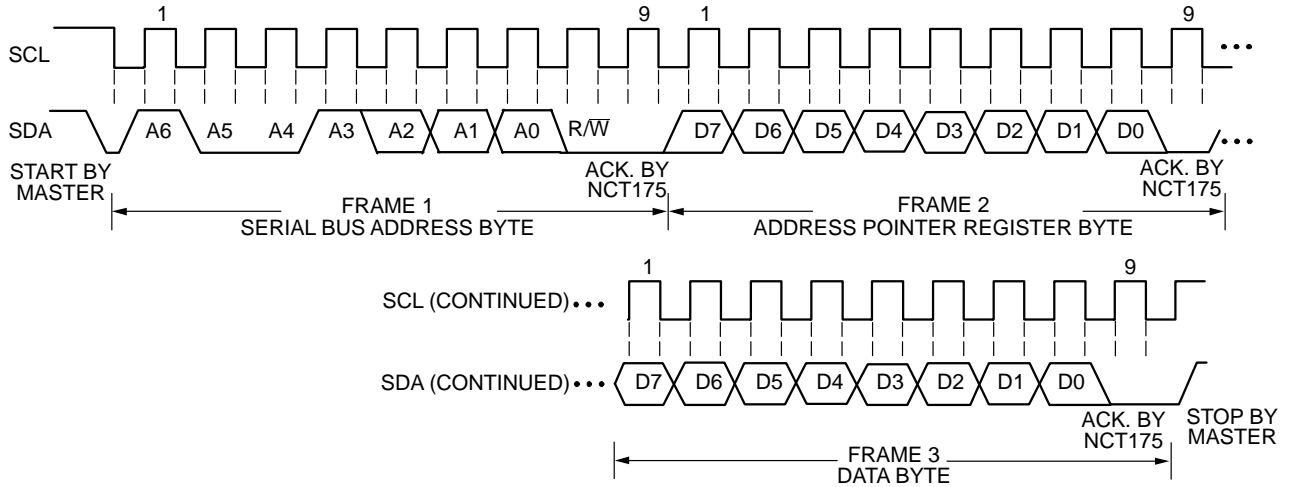 1 9 1 9
SCL
SDA A6 A5 A4 A3 A2 A1 A0 R/W̅ D7 D6 D5 D4 D3 D2 D1 D0
START BY
MASTER
ACK. BY
NCT175
ACK. BY
NCT175
FRAME 1
SERIAL BUS ADDRESS BYTE
FRAME 2
ADDRESS POINTER REGISTER BYTE
1 9
SCL (CONTINUED)
SDA (CONTINUED) D7 D6 D5 D4 D3 D2 D1 D0
ACK. BY
NCT175
STOP BY
MASTER
FRAME 3
DATA BYTE